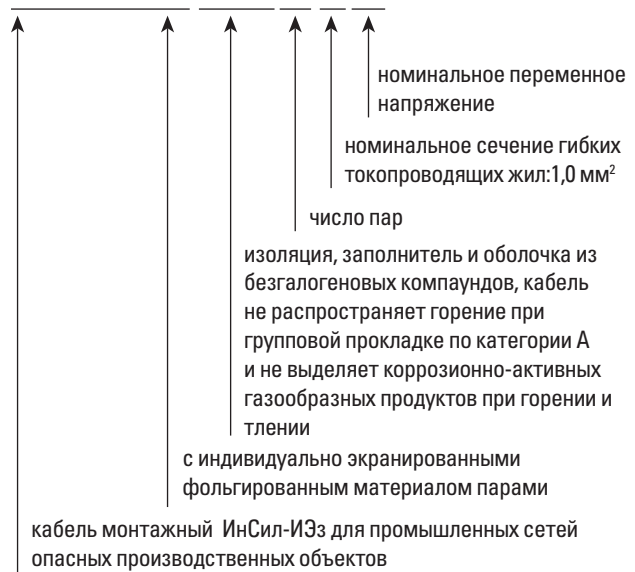 номинальное переменное
напряжение
номинальное сечение гибких
токопроводящих жил:1,0 мм²
число пар
изоляция, заполнитель и оболочка из
безгалогеновых компаундов, кабель
не распространяет горение при
групповой прокладке по категории А
и не выделяет коррозионно-активных
газообразных продуктов при горении и
тлении
с индивидуально экранированными
фольгированным материалом парами
кабель монтажный ИнСил-ИЭз для промышленных сетей
опасных производственных объектов